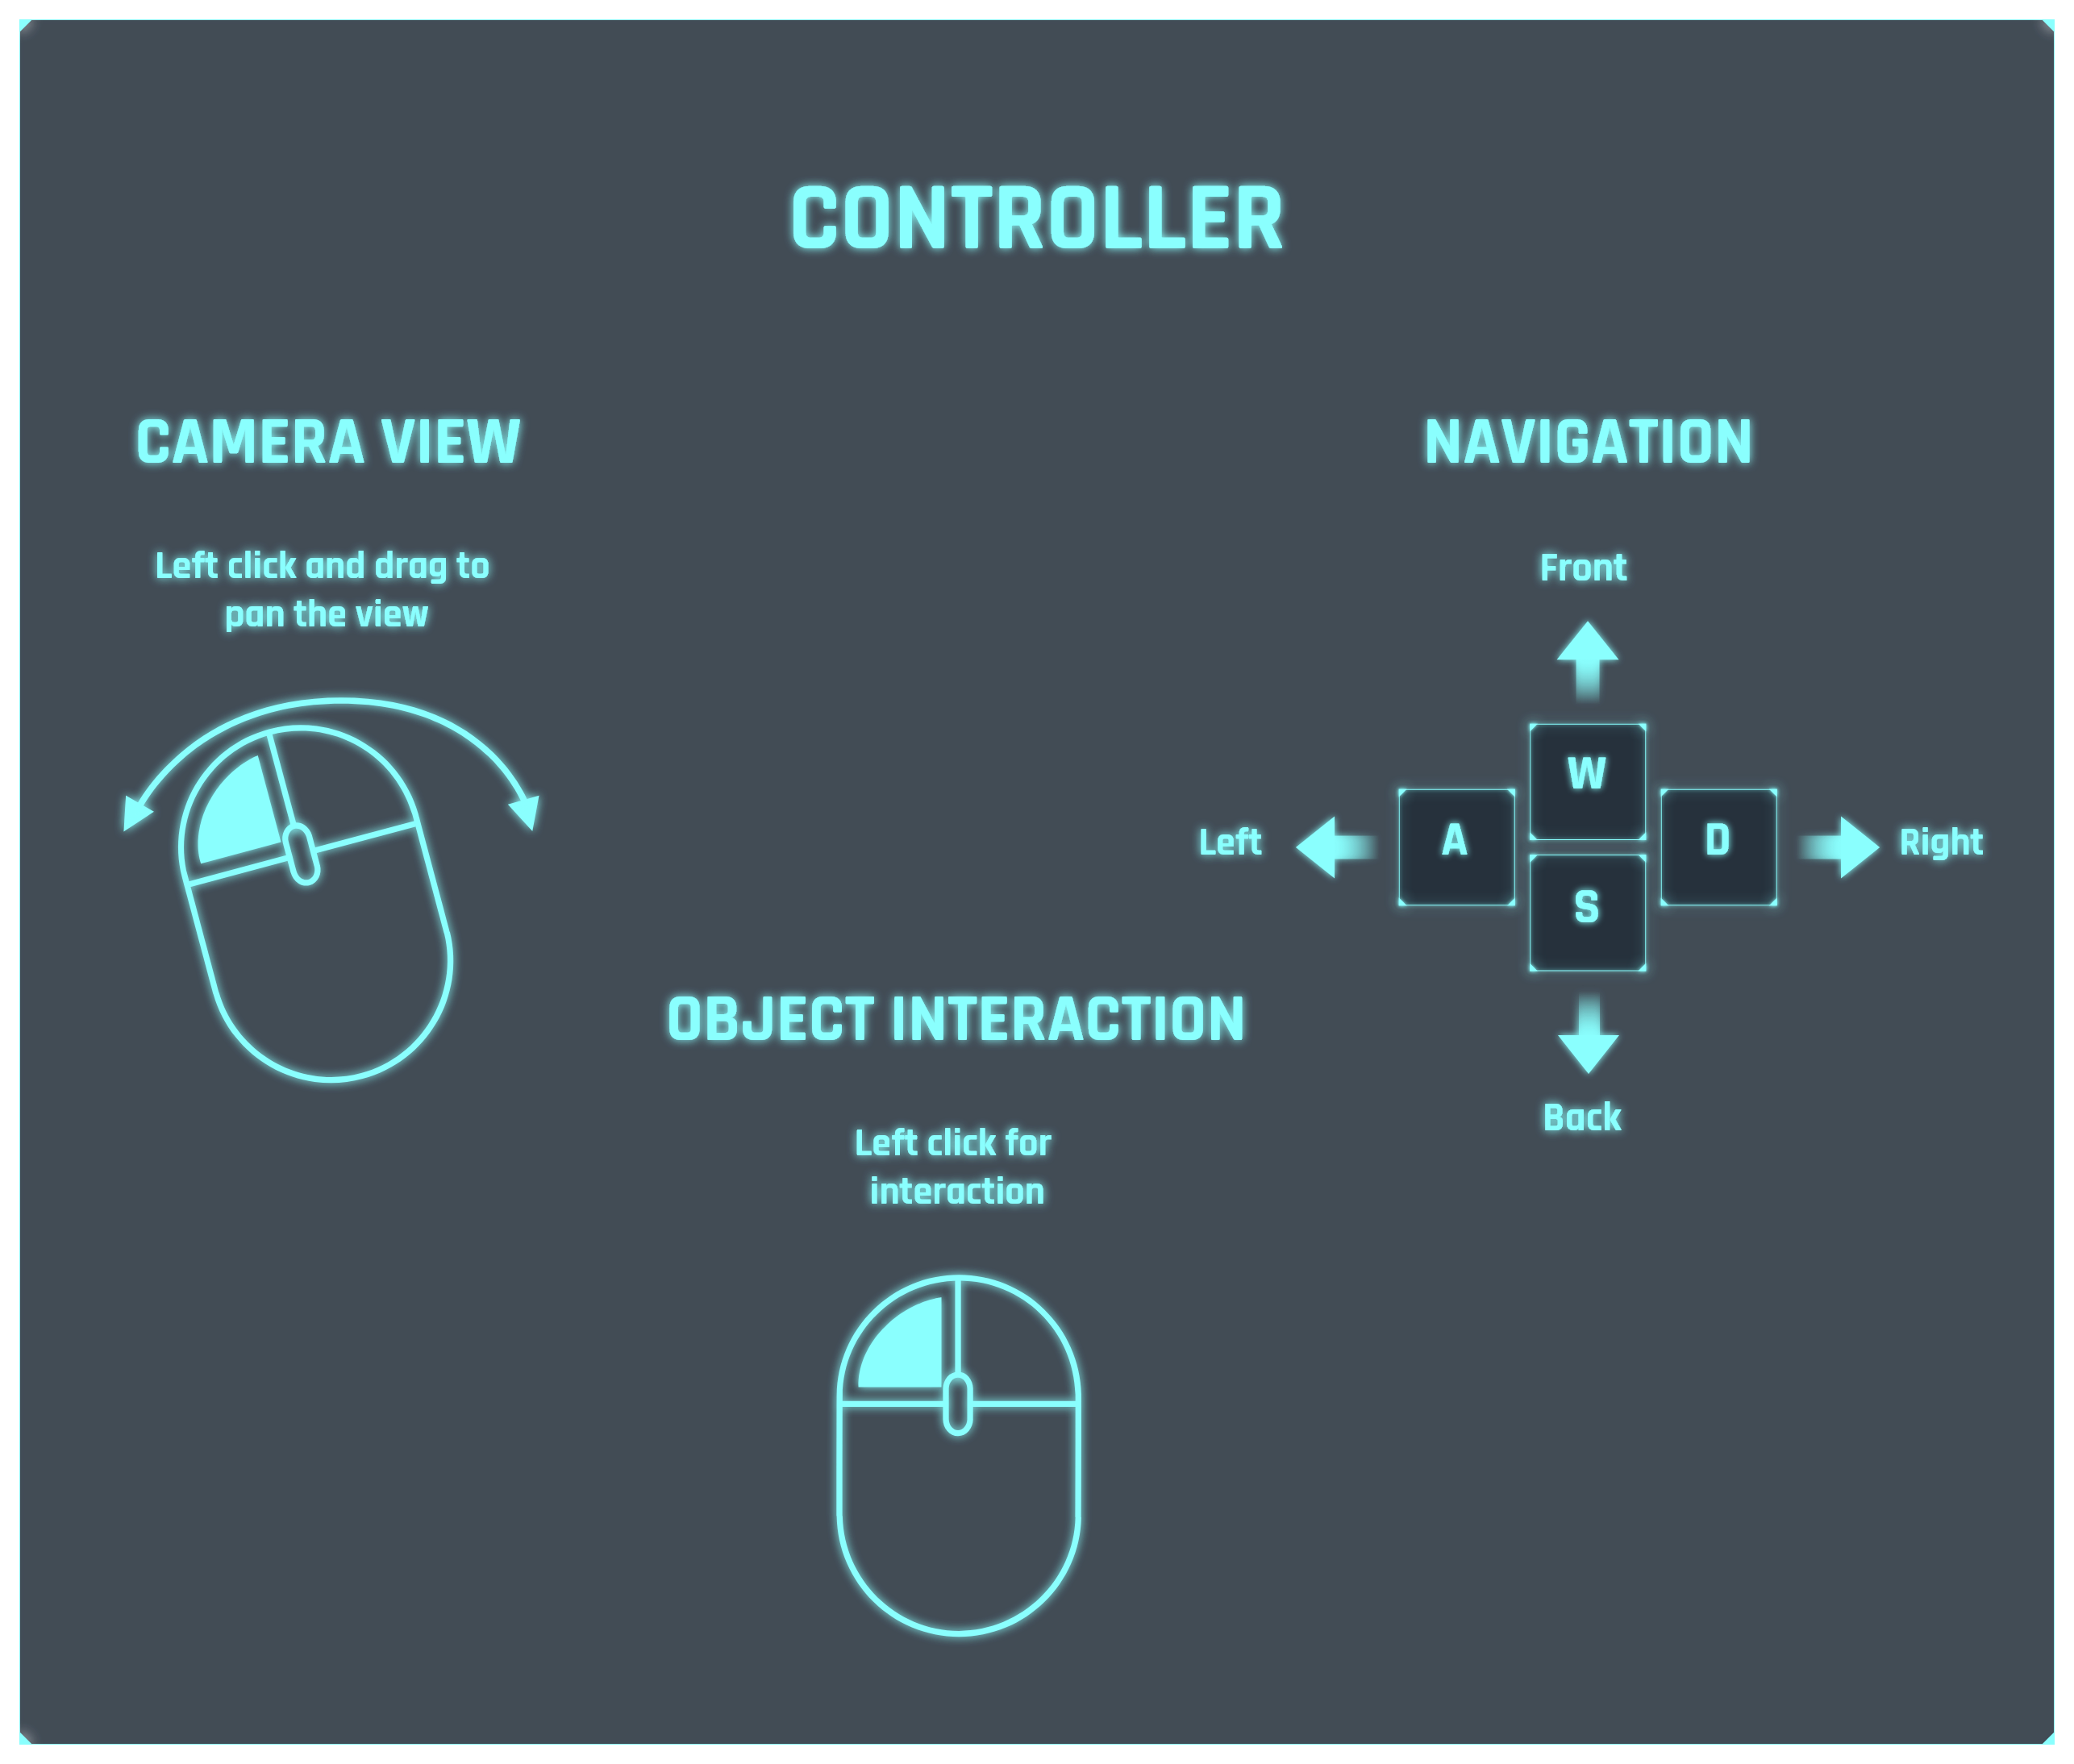 CONTROLLER
CAMERA VIEW
Left click and drag to
pan the view
NAVIGATION
Front
W
Left
A
D
Right
S
Back
OBJECT INTERACTION
Left click for
interaction